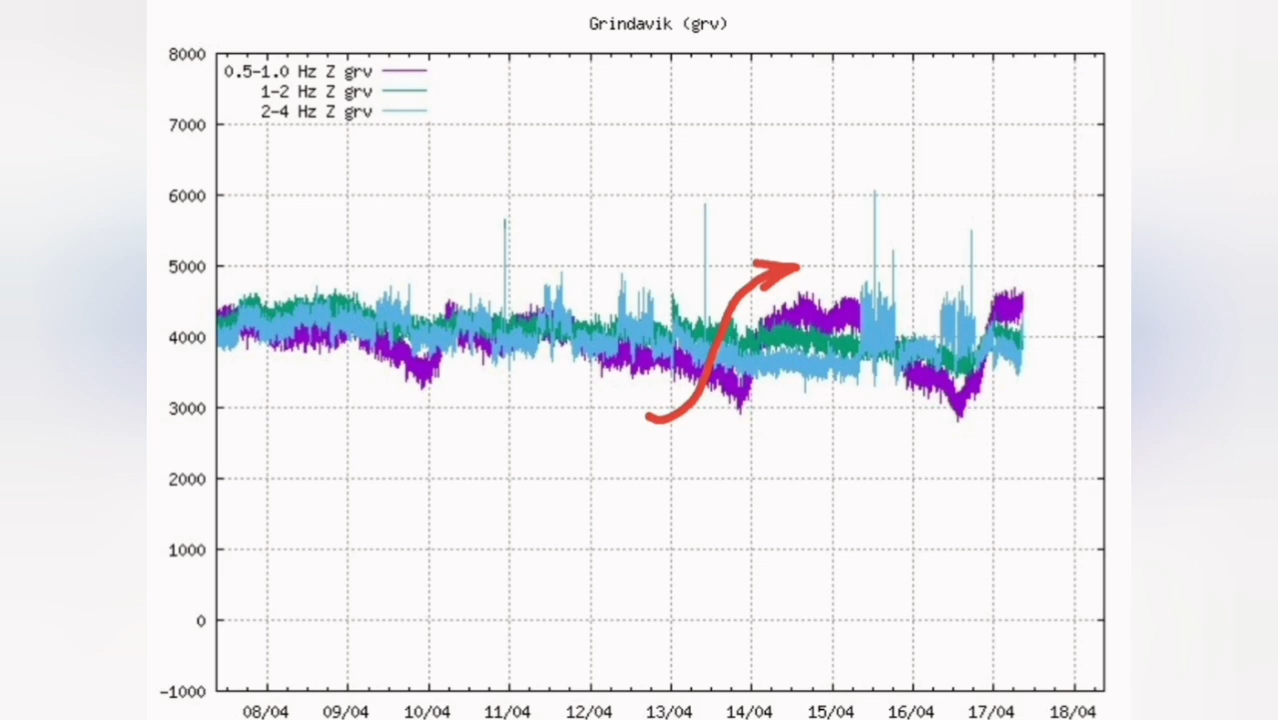 Grindavik (grv)
8000
0.5-1.0 Hz Z grv
1-2 Hz Z grv
2-4 Hz Z grv
7000
6000
5000
4000
3000
2000
1000
0
-1000
08/04 09/04 10/04 11/04 12/04 13/04 14/04 15/04 16/04 17/04 18/04